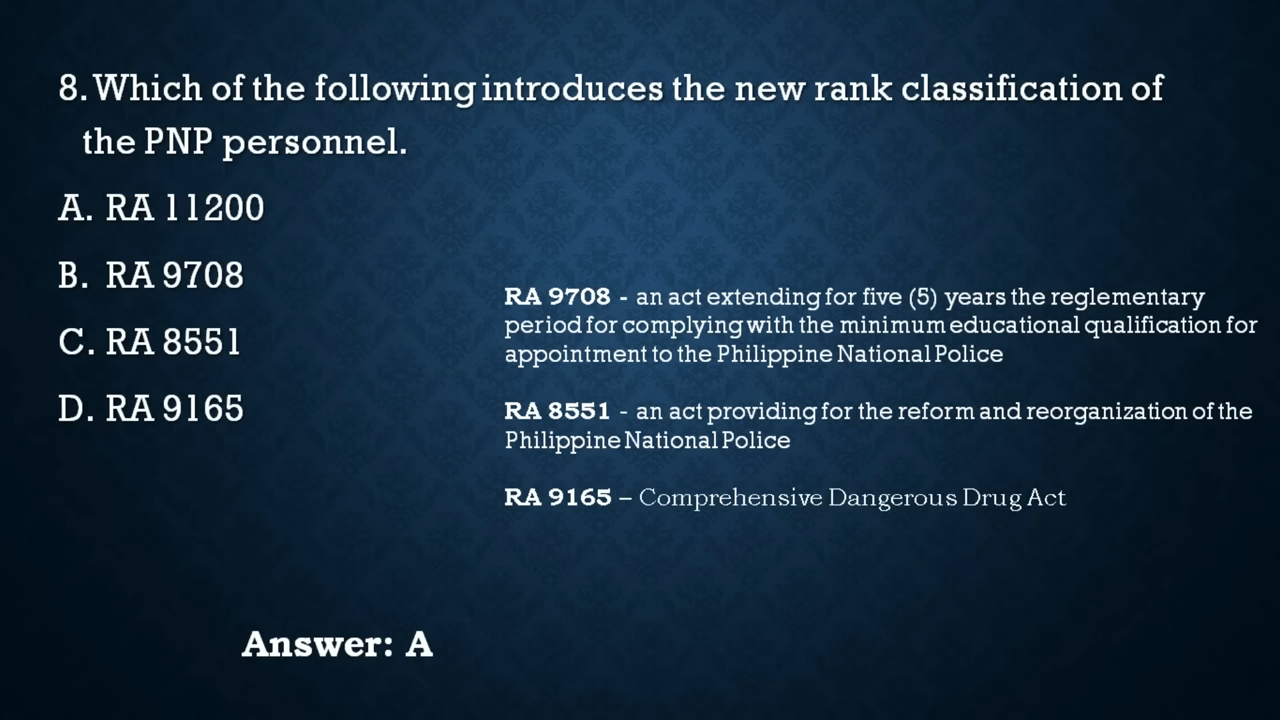 8. Which of the following introduces the new rank classification of
the PNP personnel.
A. RA 11200
B. RA 9708
C. RA 8551
D. RA 9165
RA 9708 - an act extending for five (5) years the reglementary
period for complying with the minimum educational qualification for
appointment to the Philippine National Police
RA 8551 - an act providing for the reform and reorganization of the
Philippine National Police
RA 9165 – Comprehensive Dangerous Drug Act
Answer: A